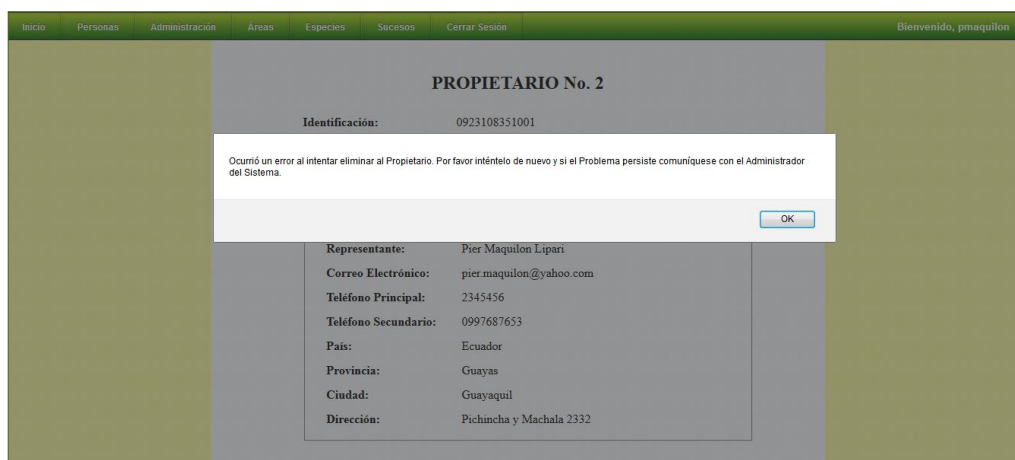 Inicio Personas Administración Áreas Especies Sucesos Cerrar Sesión Bienvenido, pmaquilon
PROPIETARIO No. 2
Identificación: 0923108351001
Ocurrió un error al intentar eliminar al Propietario. Por favor inténtelo de nuevo y si el Problema persiste comuníquese con el Administrador
del Sistema.
OK
Representante: Pier Maquilon Lipari
Correo Electrónico: pier.maquilon@yahoo.com
Teléfono Principal: 2345456
Teléfono Secundario: 0997687653
País: Ecuador
Provincia: Guayas
Ciudad: Guayaquil
Dirección: Pichincha y Machala 2332